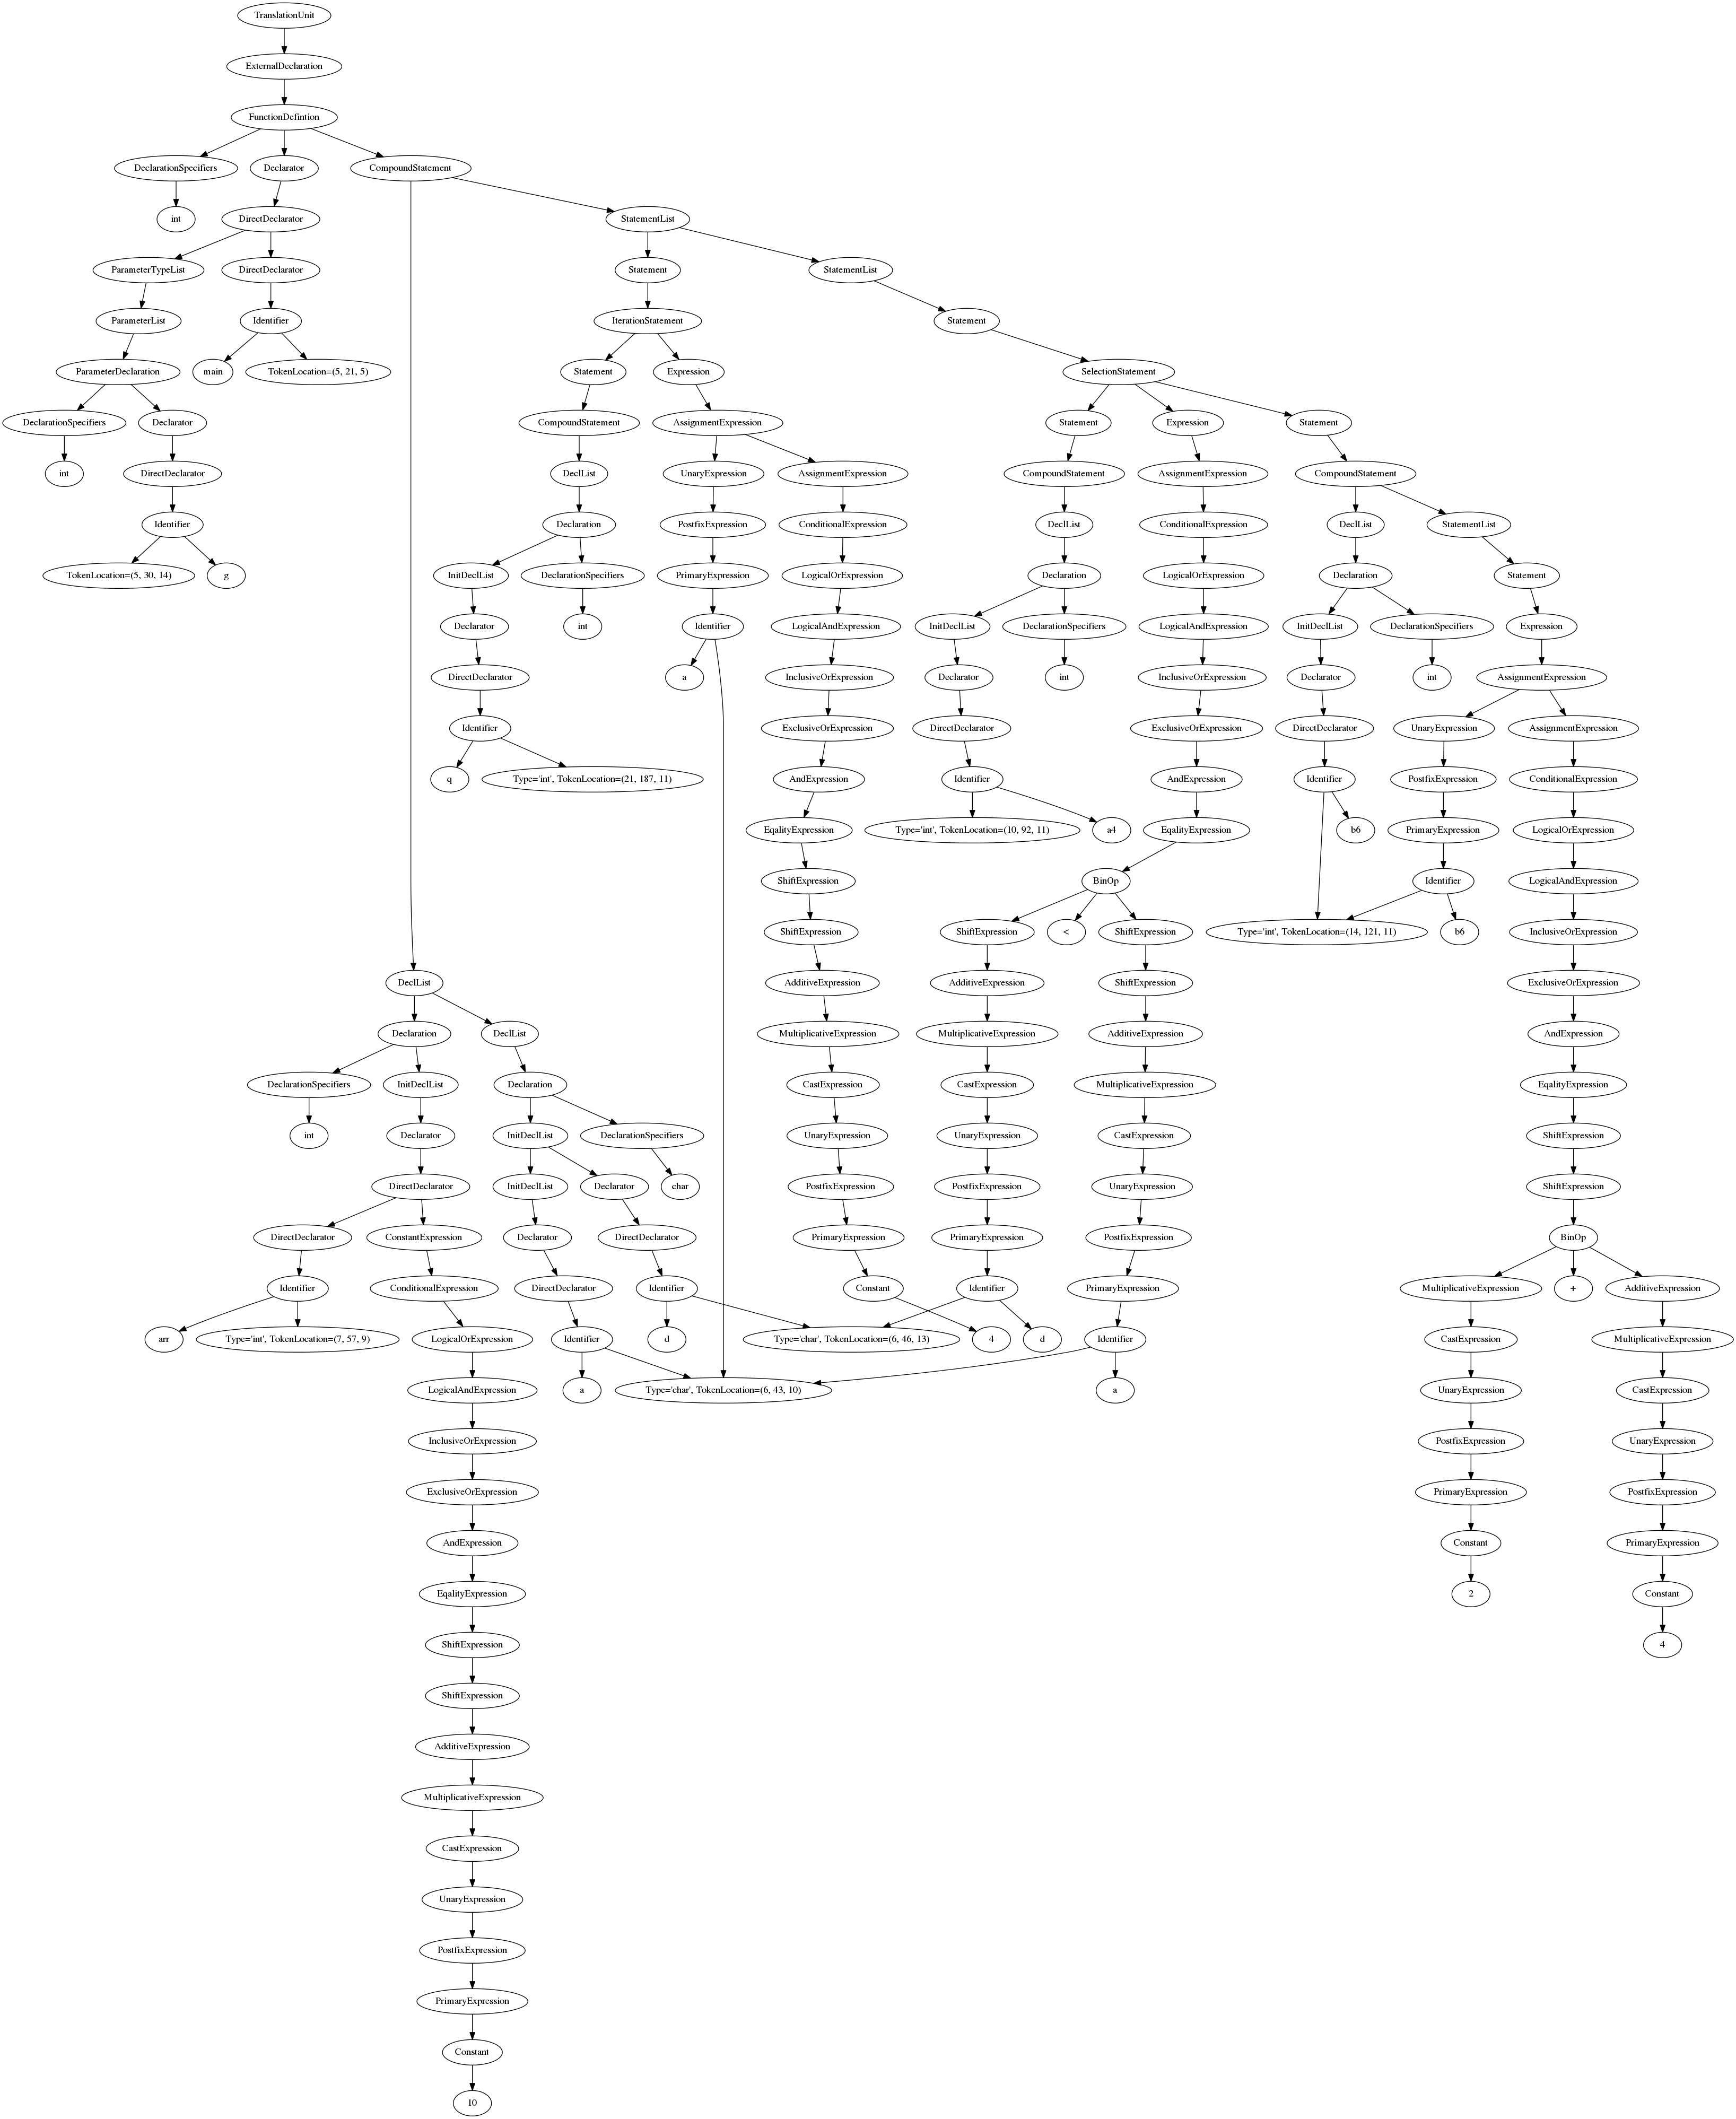 TranslationUnit
ExternalDeclaration
FunctionDefintion
DeclarationSpecifiers Declarator CompoundStatement
int DirectDeclarator StatementList
ParameterTypeList DirectDeclarator Statement StatementList
ParameterList Identifier IterationStatement Statement
ParameterDeclaration main TokenLocation=(5, 21, 5) Statement Expression SelectionStatement
DeclarationSpecifiers Declarator CompoundStatement AssignmentExpression Statement Expression Statement
int DirectDeclarator DeclList UnaryExpression AssignmentExpression CompoundStatement AssignmentExpression CompoundStatement
Identifier Declaration PostfixExpression ConditionalExpression DeclList ConditionalExpression DeclList StatementList
TokenLocation=(5, 30, 14) g InitDeclList DeclarationSpecifiers PrimaryExpression LogicalOrExpression Declaration LogicalOrExpression Declaration Statement
Declarator int Identifier LogicalAndExpression InitDeclList DeclarationSpecifiers LogicalAndExpression InitDeclList DeclarationSpecifiers Expression
DirectDeclarator a InclusiveOrExpression Declarator int InclusiveOrExpression Declarator int AssignmentExpression
Identifier ExclusiveOrExpression DirectDeclarator ExclusiveOrExpression DirectDeclarator UnaryExpression AssignmentExpression
q Type='int', TokenLocation=(21, 187, 11) AndExpression Identifier AndExpression Identifier PostfixExpression ConditionalExpression
EqalityExpression Type='int', TokenLocation=(10, 92, 11) a4 EqalityExpression b6 PrimaryExpression LogicalOrExpression
ShiftExpression BinOp Identifier LogicalAndExpression
ShiftExpression ShiftExpression < ShiftExpression Type='int', TokenLocation=(14, 121, 11) b6 InclusiveOrExpression
DeclList AdditiveExpression AdditiveExpression ShiftExpression ExclusiveOrExpression
Declaration DeclList MultiplicativeExpression MultiplicativeExpression AdditiveExpression AndExpression
DeclarationSpecifiers InitDeclList Declaration CastExpression CastExpression MultiplicativeExpression EqalityExpression
int Declarator InitDeclList DeclarationSpecifiers UnaryExpression UnaryExpression CastExpression ShiftExpression
DirectDeclarator InitDeclList Declarator char PostfixExpression PostfixExpression UnaryExpression ShiftExpression
DirectDeclarator ConstantExpression Declarator DirectDeclarator PrimaryExpression PrimaryExpression PostfixExpression BinOp
Identifier ConditionalExpression DirectDeclarator Identifier Constant Identifier PrimaryExpression MultiplicativeExpression + AdditiveExpression
arr Type='int', TokenLocation=(7, 57, 9) LogicalOrExpression Identifier d Type='char', TokenLocation=(6, 46, 13) 4 d Identifier CastExpression MultiplicativeExpression
LogicalAndExpression a Type='char', TokenLocation=(6, 43, 10) a UnaryExpression CastExpression
InclusiveOrExpression PostfixExpression UnaryExpression
ExclusiveOrExpression PrimaryExpression PostfixExpression
AndExpression Constant PrimaryExpression
EqalityExpression 2 Constant
ShiftExpression 4
ShiftExpression
AdditiveExpression
MultiplicativeExpression
CastExpression
UnaryExpression
PostfixExpression
PrimaryExpression
Constant
10